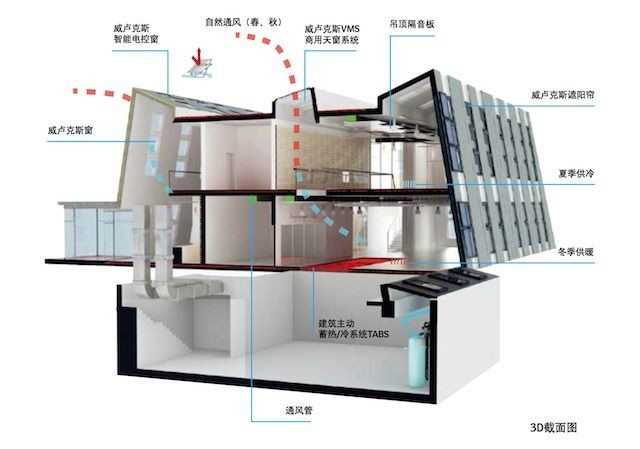 威卢克斯
智能电控窗
自然通风（春、秋）
威卢克斯VMS
商用天窗系统
吊顶隔音板
威卢克斯遮阳帘
威卢克斯窗
夏季供冷
冬季供暖
建筑主动
蓄热/冷系统TABS
通风管
3D截面图